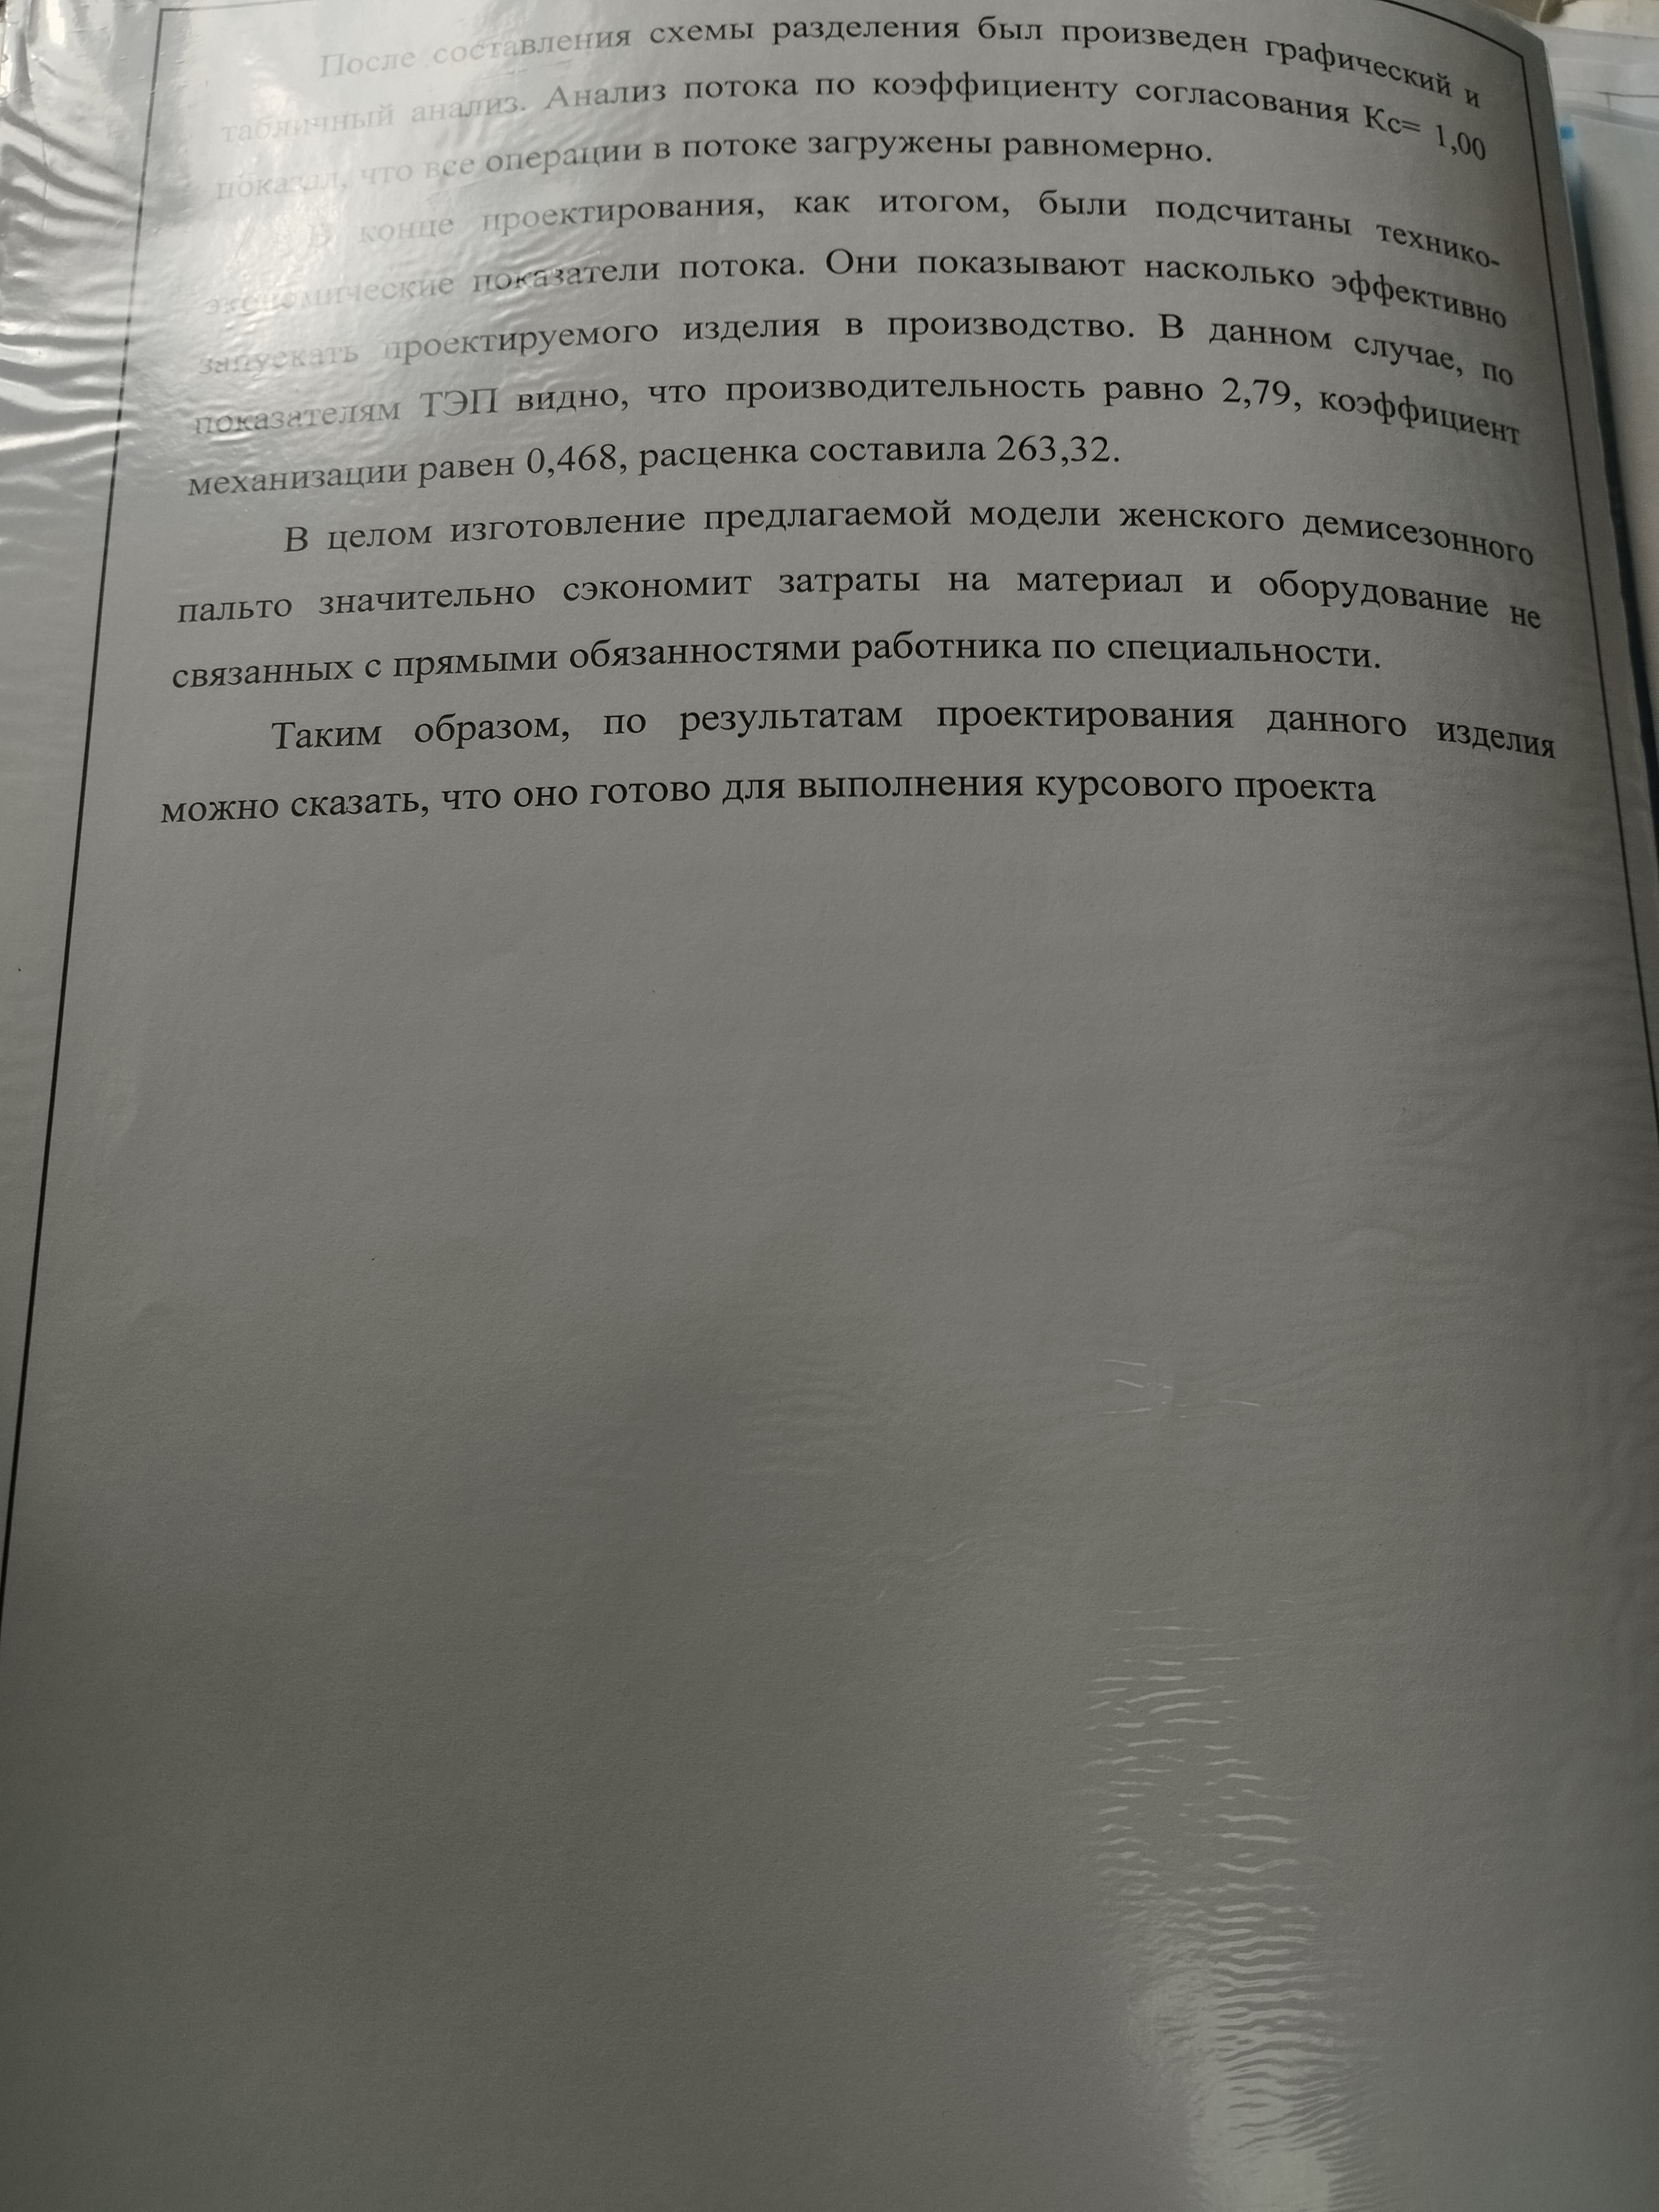 После составления схемы разделения был произведен графический и
табличный анализ. Анализ потока по коэффициенту согласования Кс= 1,00
показал, что все операции в потоке загружены равномерно.
В конце проектирования, как итогом, были подсчитаны технико-
экономические показатели потока. Они показывают насколько эффективно
запускать проектируемого изделия в производство. В данном случае, по
показателям ТЭП видно, что производительность равно 2,79, коэффициент
механизации равен 0,468, расценка составила 263,32.
В целом изготовление предлагаемой модели женского демисезонного
пальто значительно сэкономит затраты на материал и оборудование не
связанных с прямыми обязанностями работника по специальности.
Таким образом, по результатам проектирования данного изделия
можно сказать, что оно готово для выполнения курсового проекта